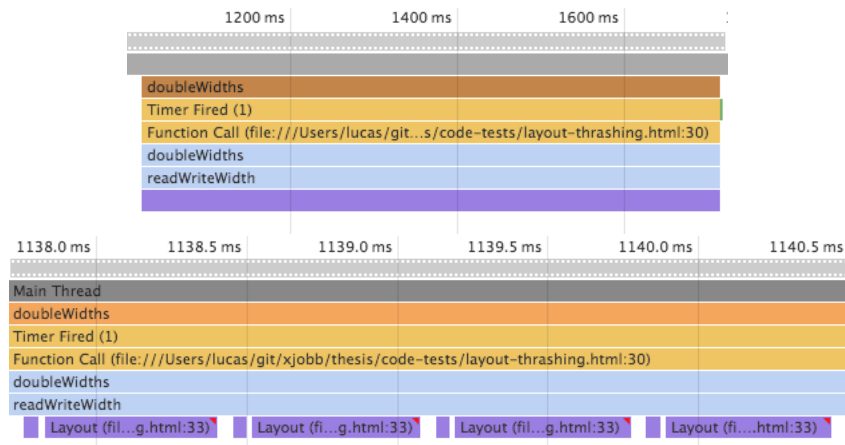 1200 ms 1400 ms 1600 ms
doubleWidths
Timer Fired (1)
Function Call (file:///Users/lucas/git...s/code-tests/layout-thrashing.html:30)
doubleWidths
readWriteWidth
1138.0 ms 1138.5 ms 1139.0 ms 1139.5 ms 1140.0 ms 1140.5 ms
Main Thread
doubleWidths
Timer Fired (1)
Function Call (file:///Users/lucas/git/xjobb/thesis/code-tests/layout-thrashing.html:30)
doubleWidths
readWriteWidth
Layout (fil...g.html:33) Layout (fi....html:33) Layout (fil...g.html:33) Layout (fi....html:33)